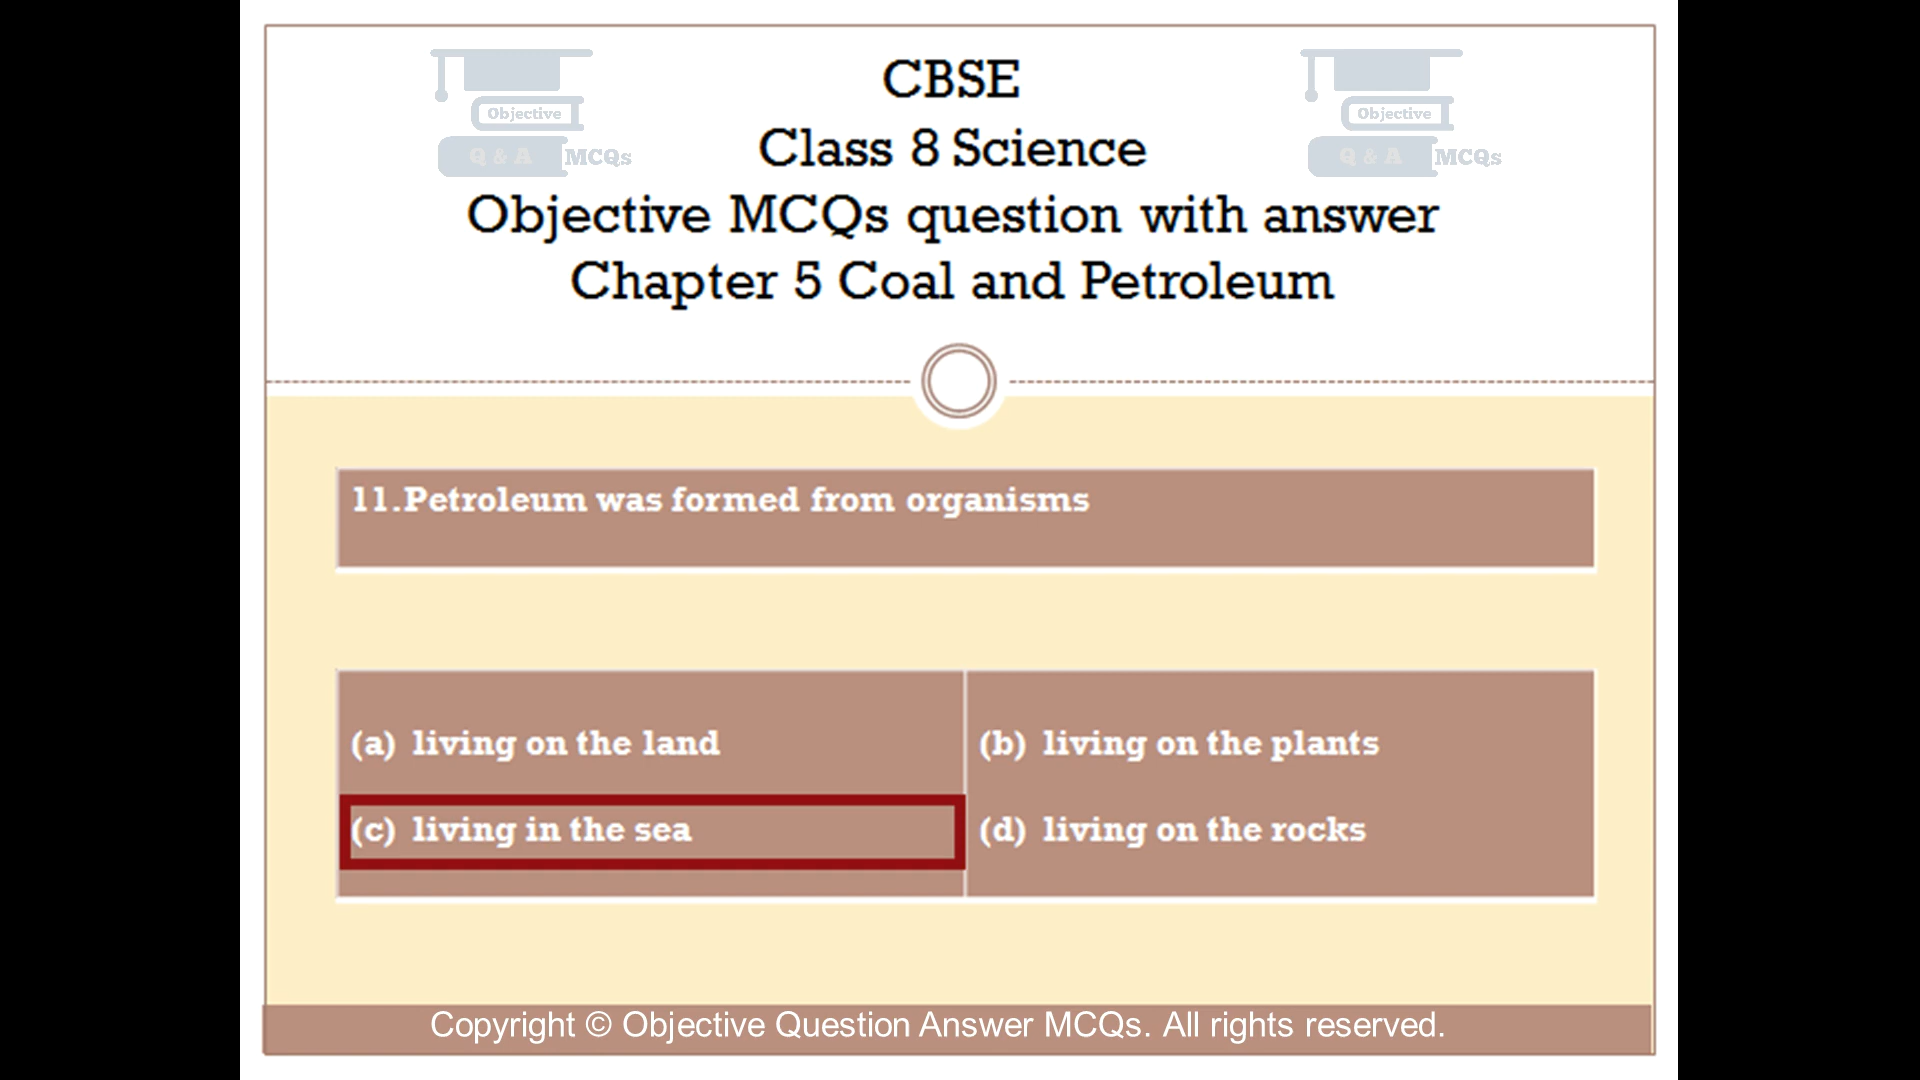 CBSE
Class 8 Science
Objective MCQs question with answer
Chapter 5 Coal and Petroleum
Objective
Q & A MCQs
Objective
Q & A MCQs
11.Petroleum was formed from organisms
(a) living on the land
(b) living on the plants
(c) living in the sea
(d) living on the rocks
Copyright © Objective Question Answer MCQs. All rights reserved.